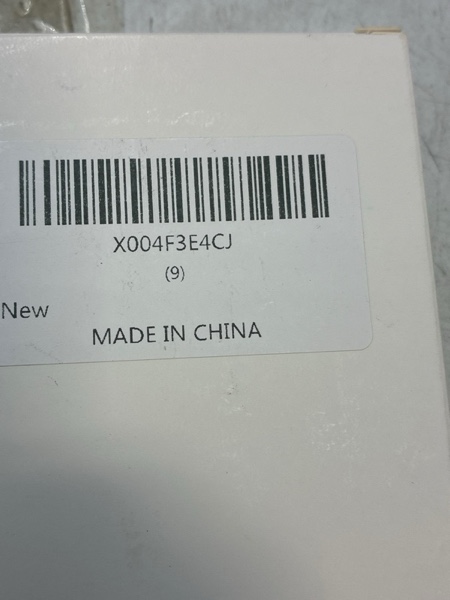 X004F3E4CJ
(9)
New
MADE IN CHINA